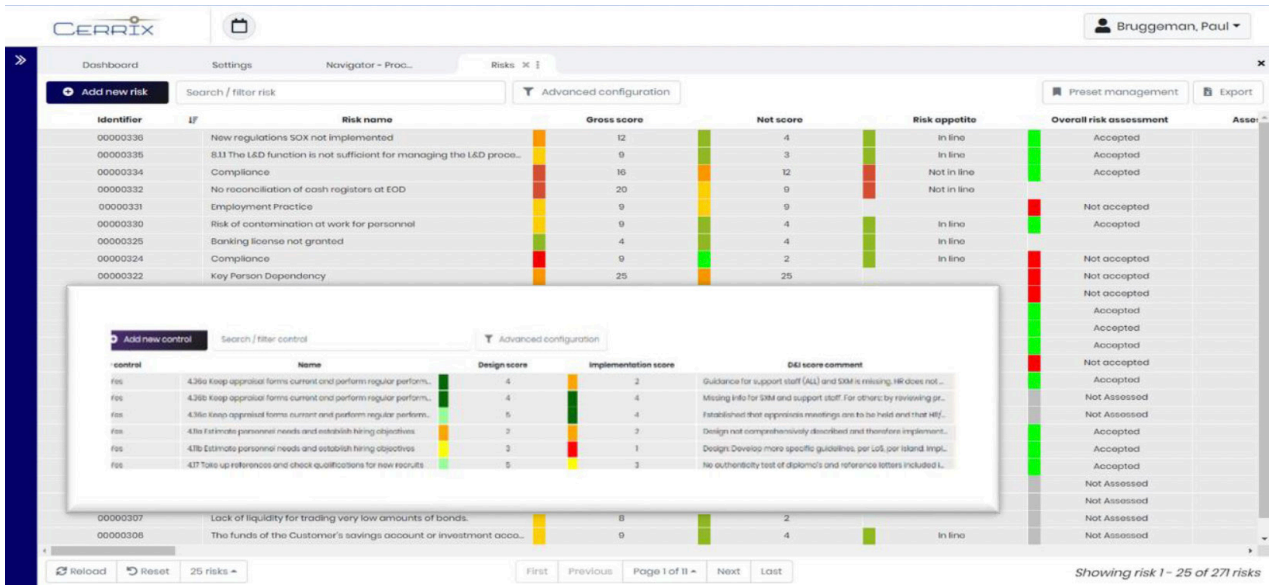 CERRIX
Bruggeman, Paul
Dashboard Settings Navigator - Proc... Risks
Add new risk Search / filter risk Advanced configuration Preset management Export
Identifier Risk name Gross score Net score Risk appetite Overall risk assessment Asse
00000336 New regulations SOX not implemented 12 4 In line Accepted
00000335 8.1.1 The L&D function is not sufficient for managing the L&D proce... 9 3 In line Accepted
00000334 Compliance 16 12 Not in line Accepted
00000332 No reconciliation of cash registers at EOD 20 9 Not in line
00000331 Employment Practice 9 9 Not accepted
00000330 Risk of contemination at work for personnel 9 4 In line Accepted
00000325 Banking license not granted 4 4 In line
00000324 Compliance 9 2 In line Not accepted
00000322 Key Person Dependency 25 25 Not accepted
Not accepted
Accepted
Accepted
Accepted
Not accepted
Accepted
Not Assessed
Not Assessed
Accepted
Accepted
Accepted
Not Assessed
Not Assessed
Add new control Search / filter control Advanced configuration
control Name Design score Implementation score D&I score comment
Yes 4.36a Keep appraisal forms current and perform regular perform... 4 2 Guidance for support staff (ALL) and SXM is missing. HR does not ...
Yes 4.36b Keep appraisal forms current and perform regular perform... 4 4 Missing info for SXM and support staff. For others: by reviewing pr...
Yes 4.36c Keep appraisal forms current and perform regular perform... 5 4 Established that appraisals meetings are to be held and that HR/...
Yes 4.11a Estimate personnel needs and establish hiring objectives 2 2 Design not comprehensively described and therefore implement...
Yes 4.11b Estimate personnel needs and establish hiring objectives 3 1 Design: Develop more specific guidelines, per LoS, per island. Impl...
Yes 4.17 Take up references and check qualifications for new recruits 5 3 No authenticity test of diploma's and reference letters included i...
00000307 Lack of liquidity for trading very low amounts of bonds. 8 2 Not Assessed
00000306 The funds of the Customer's savings account or investment acco... 9 4 In line Not Assessed
Reload Reset 25 risks First Previous Page 1 of 11 Next Last Showing risk 1 - 25 of 271 risks